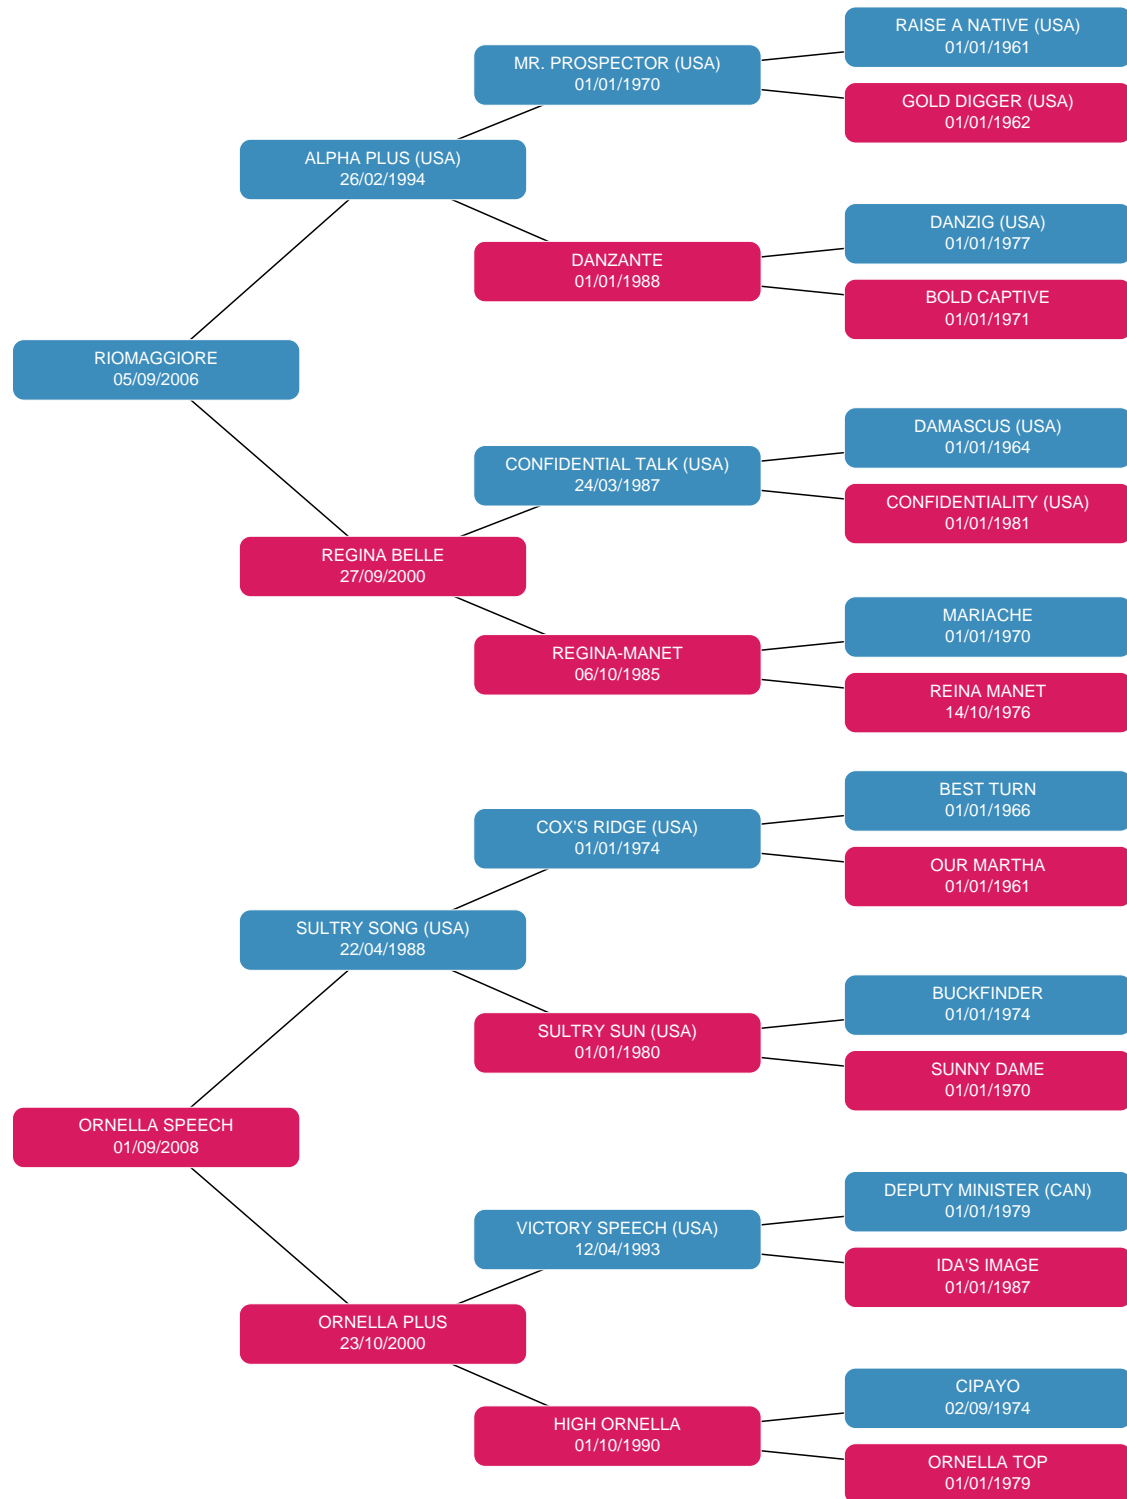 RAISE A NATIVE (USA)
01/01/1961
MR. PROSPECTOR (USA)
01/01/1970
GOLD DIGGER (USA)
01/01/1962
ALPHA PLUS (USA)
26/02/1994
DANZIG (USA)
01/01/1977
DANZANTE
01/01/1988
BOLD CAPTIVE
01/01/1971
RIOMAGGIORE
05/09/2006
DAMASCUS (USA)
01/01/1964
CONFIDENTIAL TALK (USA)
24/03/1987
CONFIDENTIALITY (USA)
01/01/1981
REGINA BELLE
27/09/2000
MARIACHE
01/01/1970
REGINA-MANET
06/10/1985
REINA MANET
14/10/1976
BEST TURN
01/01/1966
COX'S RIDGE (USA)
01/01/1974
OUR MARTHA
01/01/1961
SULTRY SONG (USA)
22/04/1988
BUCKFINDER
01/01/1974
SULTRY SUN (USA)
01/01/1980
SUNNY DAME
01/01/1970
ORNELLA SPEECH
01/09/2008
DEPUTY MINISTER (CAN)
01/01/1979
VICTORY SPEECH (USA)
12/04/1993
IDA'S IMAGE
01/01/1987
ORNELLA PLUS
23/10/2000
CIPAYO
02/09/1974
HIGH ORNELLA
01/10/1990
ORNELLA TOP
01/01/1979